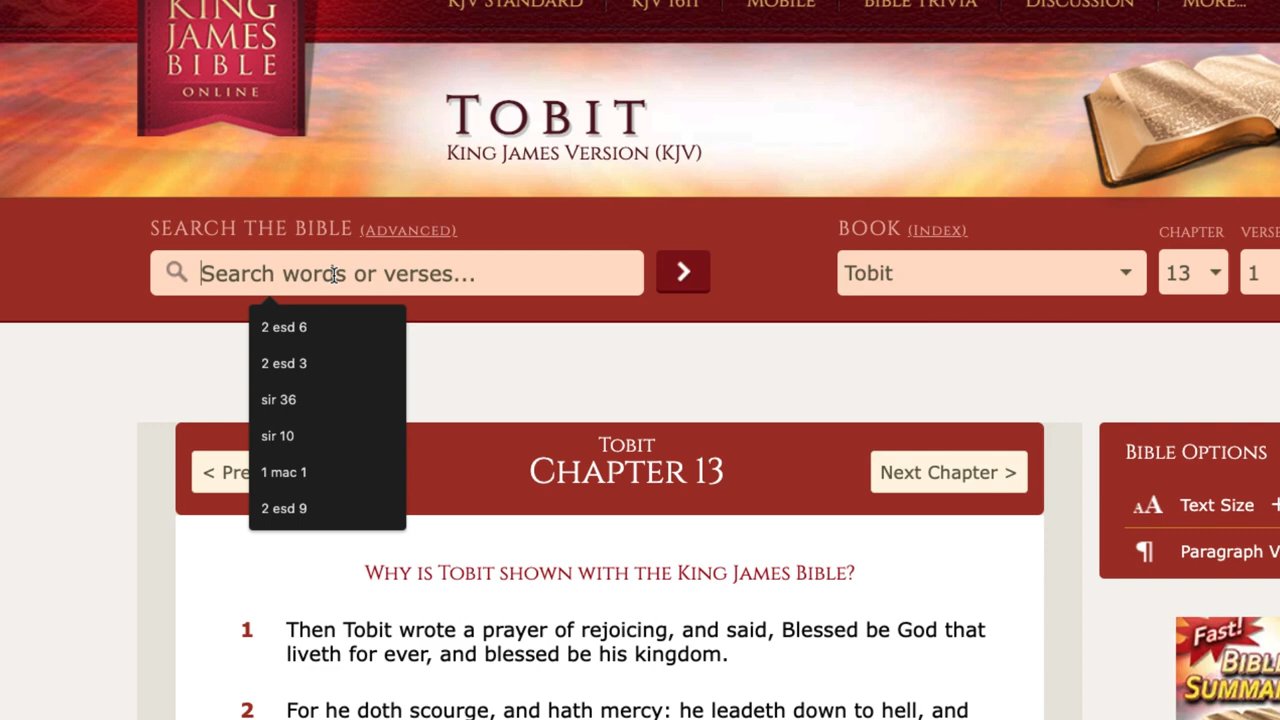 KING
JAMES
BIBLE
ONLINE
KJV STANDARD
KJV 1611
MOBILE
BIBLE TRIVIA
DISCUSSION
MORE...
TOBIT
KING JAMES VERSION (KJV)
SEARCH THE BIBLE (ADVANCED)
BOOK (INDEX)
CHAPTER
VERSE
Search words or verses...
Tobit
13
1
2 esd 6
2 esd 3
sir 36
sir 10
1 mac 1
2 esd 9
< Pre
TOBIT
CHAPTER 13
Next Chapter >
BIBLE OPTIONS
AA Text Size +
¶ Paragraph V
WHY IS TOBIT SHOWN WITH THE KING JAMES BIBLE?
1 Then Tobit wrote a prayer of rejoicing, and said, Blessed be God that
liveth for ever, and blessed be his kingdom.
2 For he doth scourge, and hath mercy: he leadeth down to hell, and
Fast!
BIBL
SUMMA